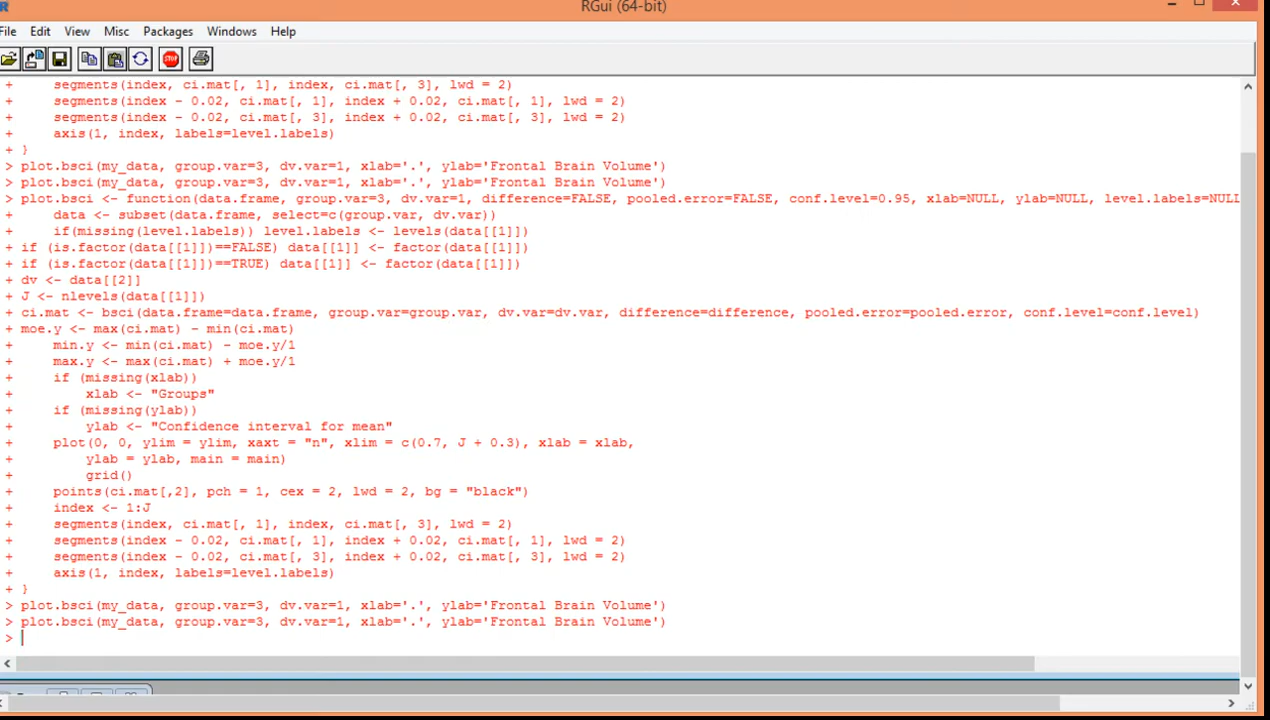 R
RGui (64-bit)
File Edit View Misc Packages Windows Help
STOP
+ segments(index, ci.mat[, 1], index, ci.mat[, 3], lwd = 2)
+ segments(index - 0.02, ci.mat[, 1], index + 0.02, ci.mat[, 1], lwd = 2)
+ segments(index - 0.02, ci.mat[, 3], index + 0.02, ci.mat[, 3], lwd = 2)
+ axis(1, index, labels=level.labels)
+ }
> plot.bsci(my_data, group.var=3, dv.var=1, xlab='.', ylab='Frontal Brain Volume')
> plot.bsci(my_data, group.var=3, dv.var=1, xlab='.', ylab='Frontal Brain Volume')
> plot.bsci <- function(data.frame, group.var=3, dv.var=1, difference=FALSE, pooled.error=FALSE, conf.level=0.95, xlab=NULL, ylab=NULL, level.labels=NULL
+ data <- subset(data.frame, select=c(group.var, dv.var))
+ if(missing(level.labels)) level.labels <- levels(data[[1]])
+ if (is.factor(data[[1]])==FALSE) data[[1]] <- factor(data[[1]])
+ if (is.factor(data[[1]])==TRUE) data[[1]] <- factor(data[[1]])
+ dv <- data[[2]]
+ J <- nlevels(data[[1]])
+ ci.mat <- bsci(data.frame=data.frame, group.var=group.var, dv.var=dv.var, difference=difference, pooled.error=pooled.error, conf.level=conf.level)
+ moe.y <- max(ci.mat) - min(ci.mat)
+ min.y <- min(ci.mat) - moe.y/1
+ max.y <- max(ci.mat) + moe.y/1
+ if (missing(xlab))
+ xlab <- "Groups"
+ if (missing(ylab))
+ ylab <- "Confidence interval for mean"
+ plot(0, 0, ylim = ylim, xaxt = "n", xlim = c(0.7, J + 0.3), xlab = xlab,
+ ylab = ylab, main = main)
+ grid()
+ points(ci.mat[,2], pch = 1, cex = 2, lwd = 2, bg = "black")
+ index <- 1:J
+ segments(index, ci.mat[, 1], index, ci.mat[, 3], lwd = 2)
+ segments(index - 0.02, ci.mat[, 1], index + 0.02, ci.mat[, 1], lwd = 2)
+ segments(index - 0.02, ci.mat[, 3], index + 0.02, ci.mat[, 3], lwd = 2)
+ axis(1, index, labels=level.labels)
+ }
> plot.bsci(my_data, group.var=3, dv.var=1, xlab='.', ylab='Frontal Brain Volume')
> plot.bsci(my_data, group.var=3, dv.var=1, xlab='.', ylab='Frontal Brain Volume')
>